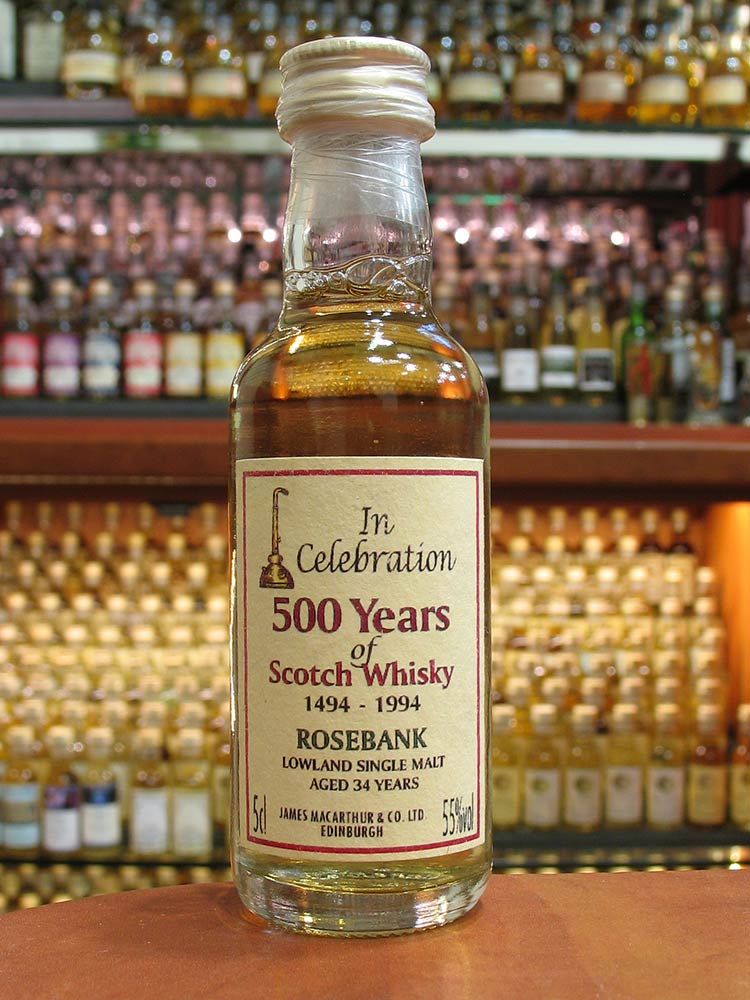 In
Celebration
500 Years
of
Scotch Whisky
1494 - 1994
ROSEBANK
LOWLAND SINGLE MALT
AGED 34 YEARS
5cl JAMES MACARTHUR & CO. LTD. 55%vol
EDINBURGH